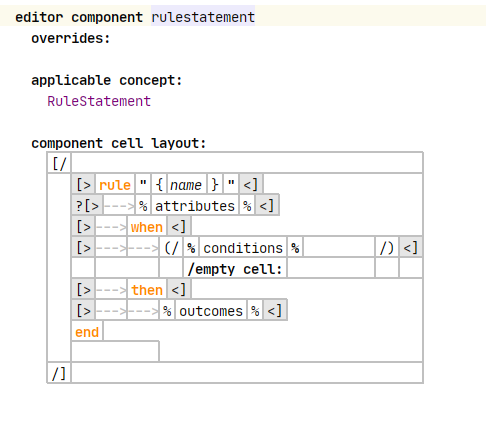 editor component rulestatement
overrides:
applicable concept:
RuleStatement
component cell layout:
[/
[> rule " { name } " <]
?[> ---> % attributes % <]
[> ---> when <]
[> ---> ---> (/ % conditions % /) <]
/empty cell:
[> ---> then <]
[> ---> ---> % outcomes % <]
end
/]